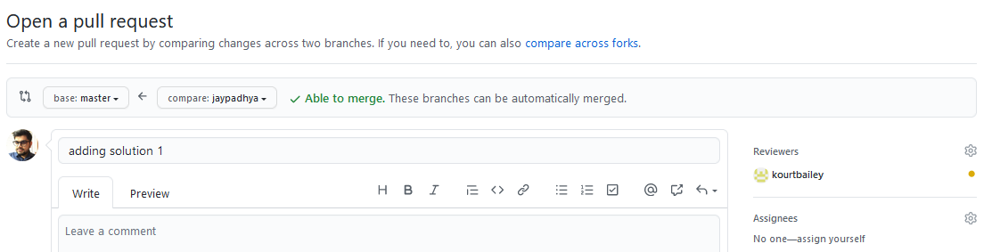 Open a pull request
Create a new pull request by comparing changes across two branches. If you need to, you can also compare across forks.
base: master
compare: jaypadhya
Able to merge. These branches can be automatically merged.
adding solution 1
Reviewers
kourtbailey
Write
Preview
H B I
Leave a comment
Assignees
No one—assign yourself